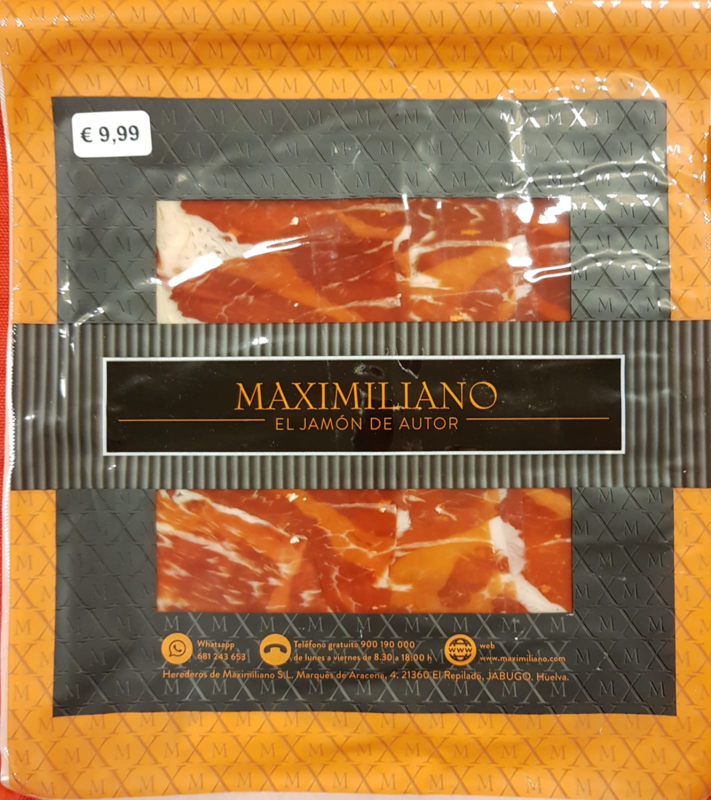 € 9,99
MAXIMILIANO
EL JAMÓN DE AUTOR
Whatsapp
681 243 653
Teléfono gratuito 900 190 000
de lunes a viernes de 8.30 a 18:00 h
web
www.maximiliano.com
Herederos de Maximiliano S.L. Marqués de Aracena, 4. 21360 El Repilado, JABUGO. Huelva.